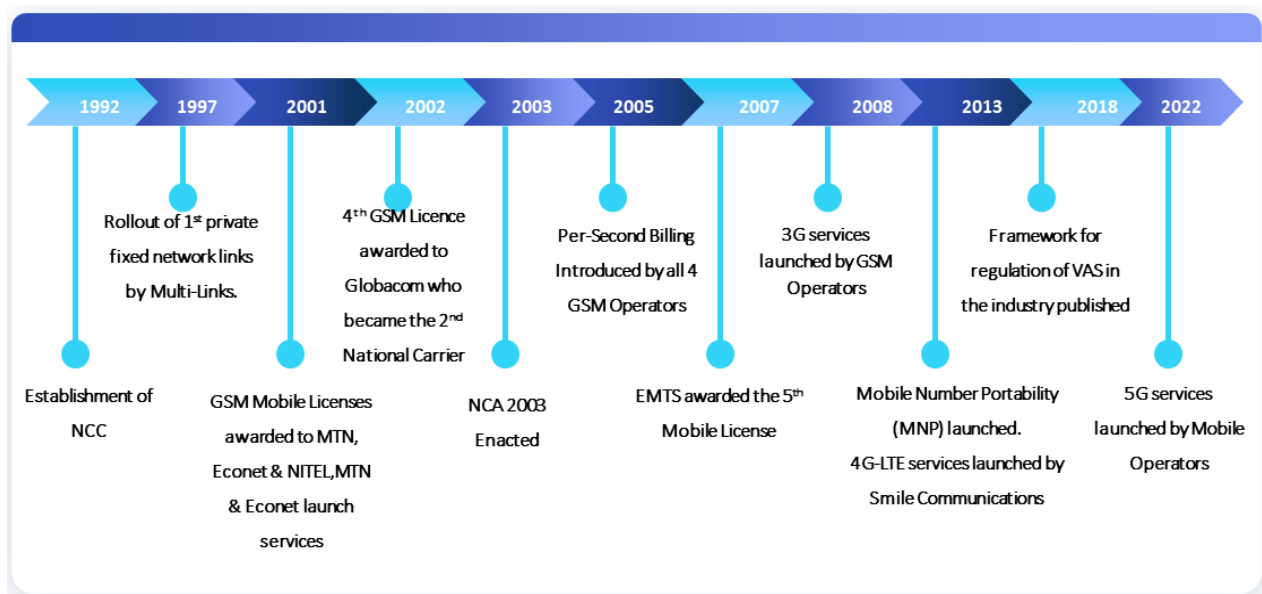 1992
1997
2001
2002
2003
2005
2007
2008
2013
2018
2022
Establishment of
NCC
Rollout of 1st private
fixed network links
by Multi-Links.
GSM Mobile Licenses
awarded to MTN,
Econet & NITEL,MTN
& Econet launch
services
4th GSM Licence
awarded to
Globacom who
became the 2nd
National Carrier
NCA 2003
Enacted
Per-Second Billing
Introduced by all 4
GSM Operators
EMTS awarded the 5th
Mobile License
3G services
launched by GSM
Operators
Mobile Number Portability
(MNP) launched.
4G-LTE services launched by
Smile Communications
Framework for
regulation of VAS in
the industry published
5G services
launched by Mobile
Operators